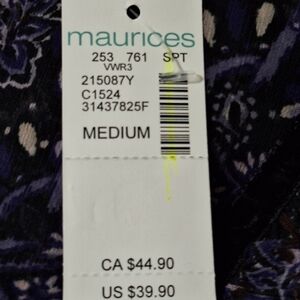 maurices
253 761 SPT
VWR3
215087Y
C1524
31437825F
MEDIUM
CA $44.90
US $39.90